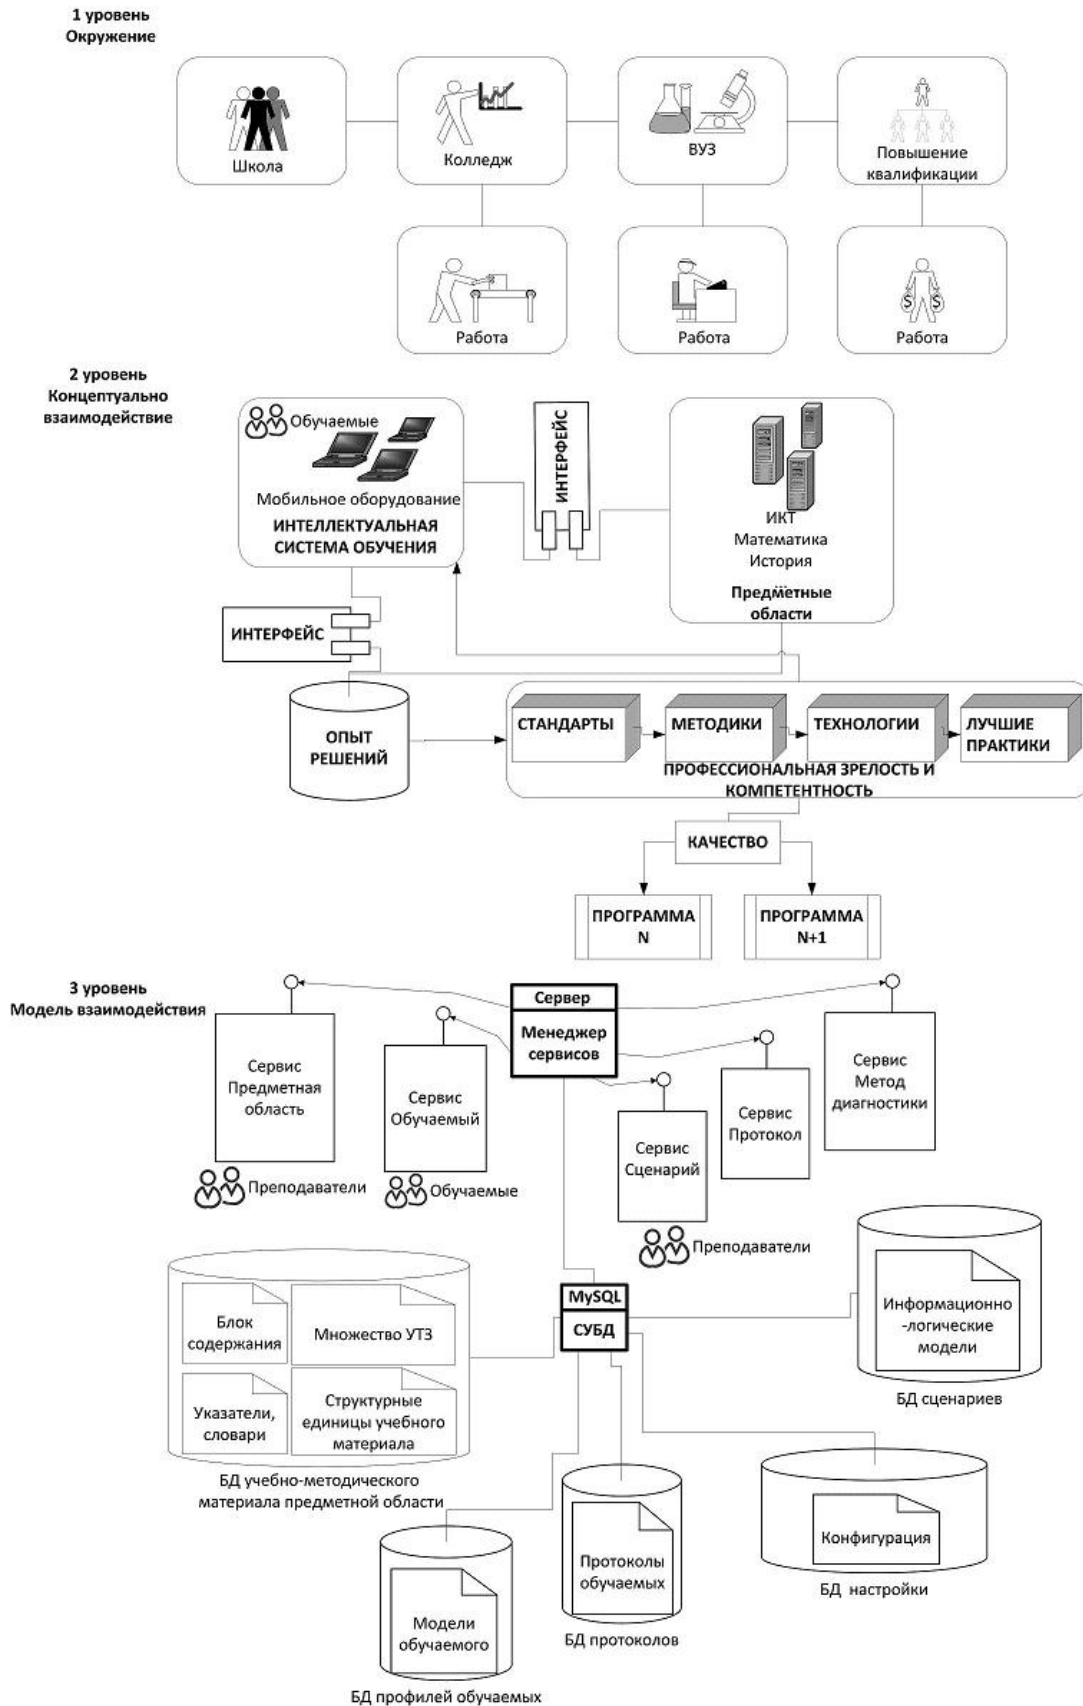 1 уровень
Окружение
Школа
Колледж
ВУЗ
Повышение
квалификации
Работа
Работа
$ $
Работа
2 уровень
Концептуально
взаимодействие
Обучаемые
Мобильное оборудование
ИНТЕЛЛЕКТУАЛЬНАЯ
СИСТЕМА ОБУЧЕНИЯ
ИНТЕРФЕЙС
ИКТ
Математика
История
...
Предметные
области
ИНТЕРФЕЙС
ОПЫТ
РЕШЕНИЙ
СТАНДАРТЫ
МЕТОДИКИ
ТЕХНОЛОГИИ
ЛУЧШИЕ
ПРАКТИКИ
ПРОФЕССИОНАЛЬНАЯ ЗРЕЛОСТЬ И
КОМПЕТЕНТНОСТЬ
КАЧЕСТВО
ПРОГРАММА
N
ПРОГРАММА
N+1
3 уровень
Модель взаимодействия
Сервер
Менеджер
сервисов
Сервис
Предметная
область
Преподаватели
Сервис
Обучаемый
Обучаемые
Сервис
Сценарий
Преподаватели
Сервис
Протокол
Сервис
Метод
диагностики
MySQL
СУБД
Блок
содержания
Множество УТЗ
Указатели,
словари
Структурные
единицы учебного
материала
БД учебно-методического
материала предметной области
Информационно
-логические
модели
БД сценариев
Модели
обучаемого
БД профилей обучаемых
Протоколы
обучаемых
БД протоколов
Конфигурация
БД настройки